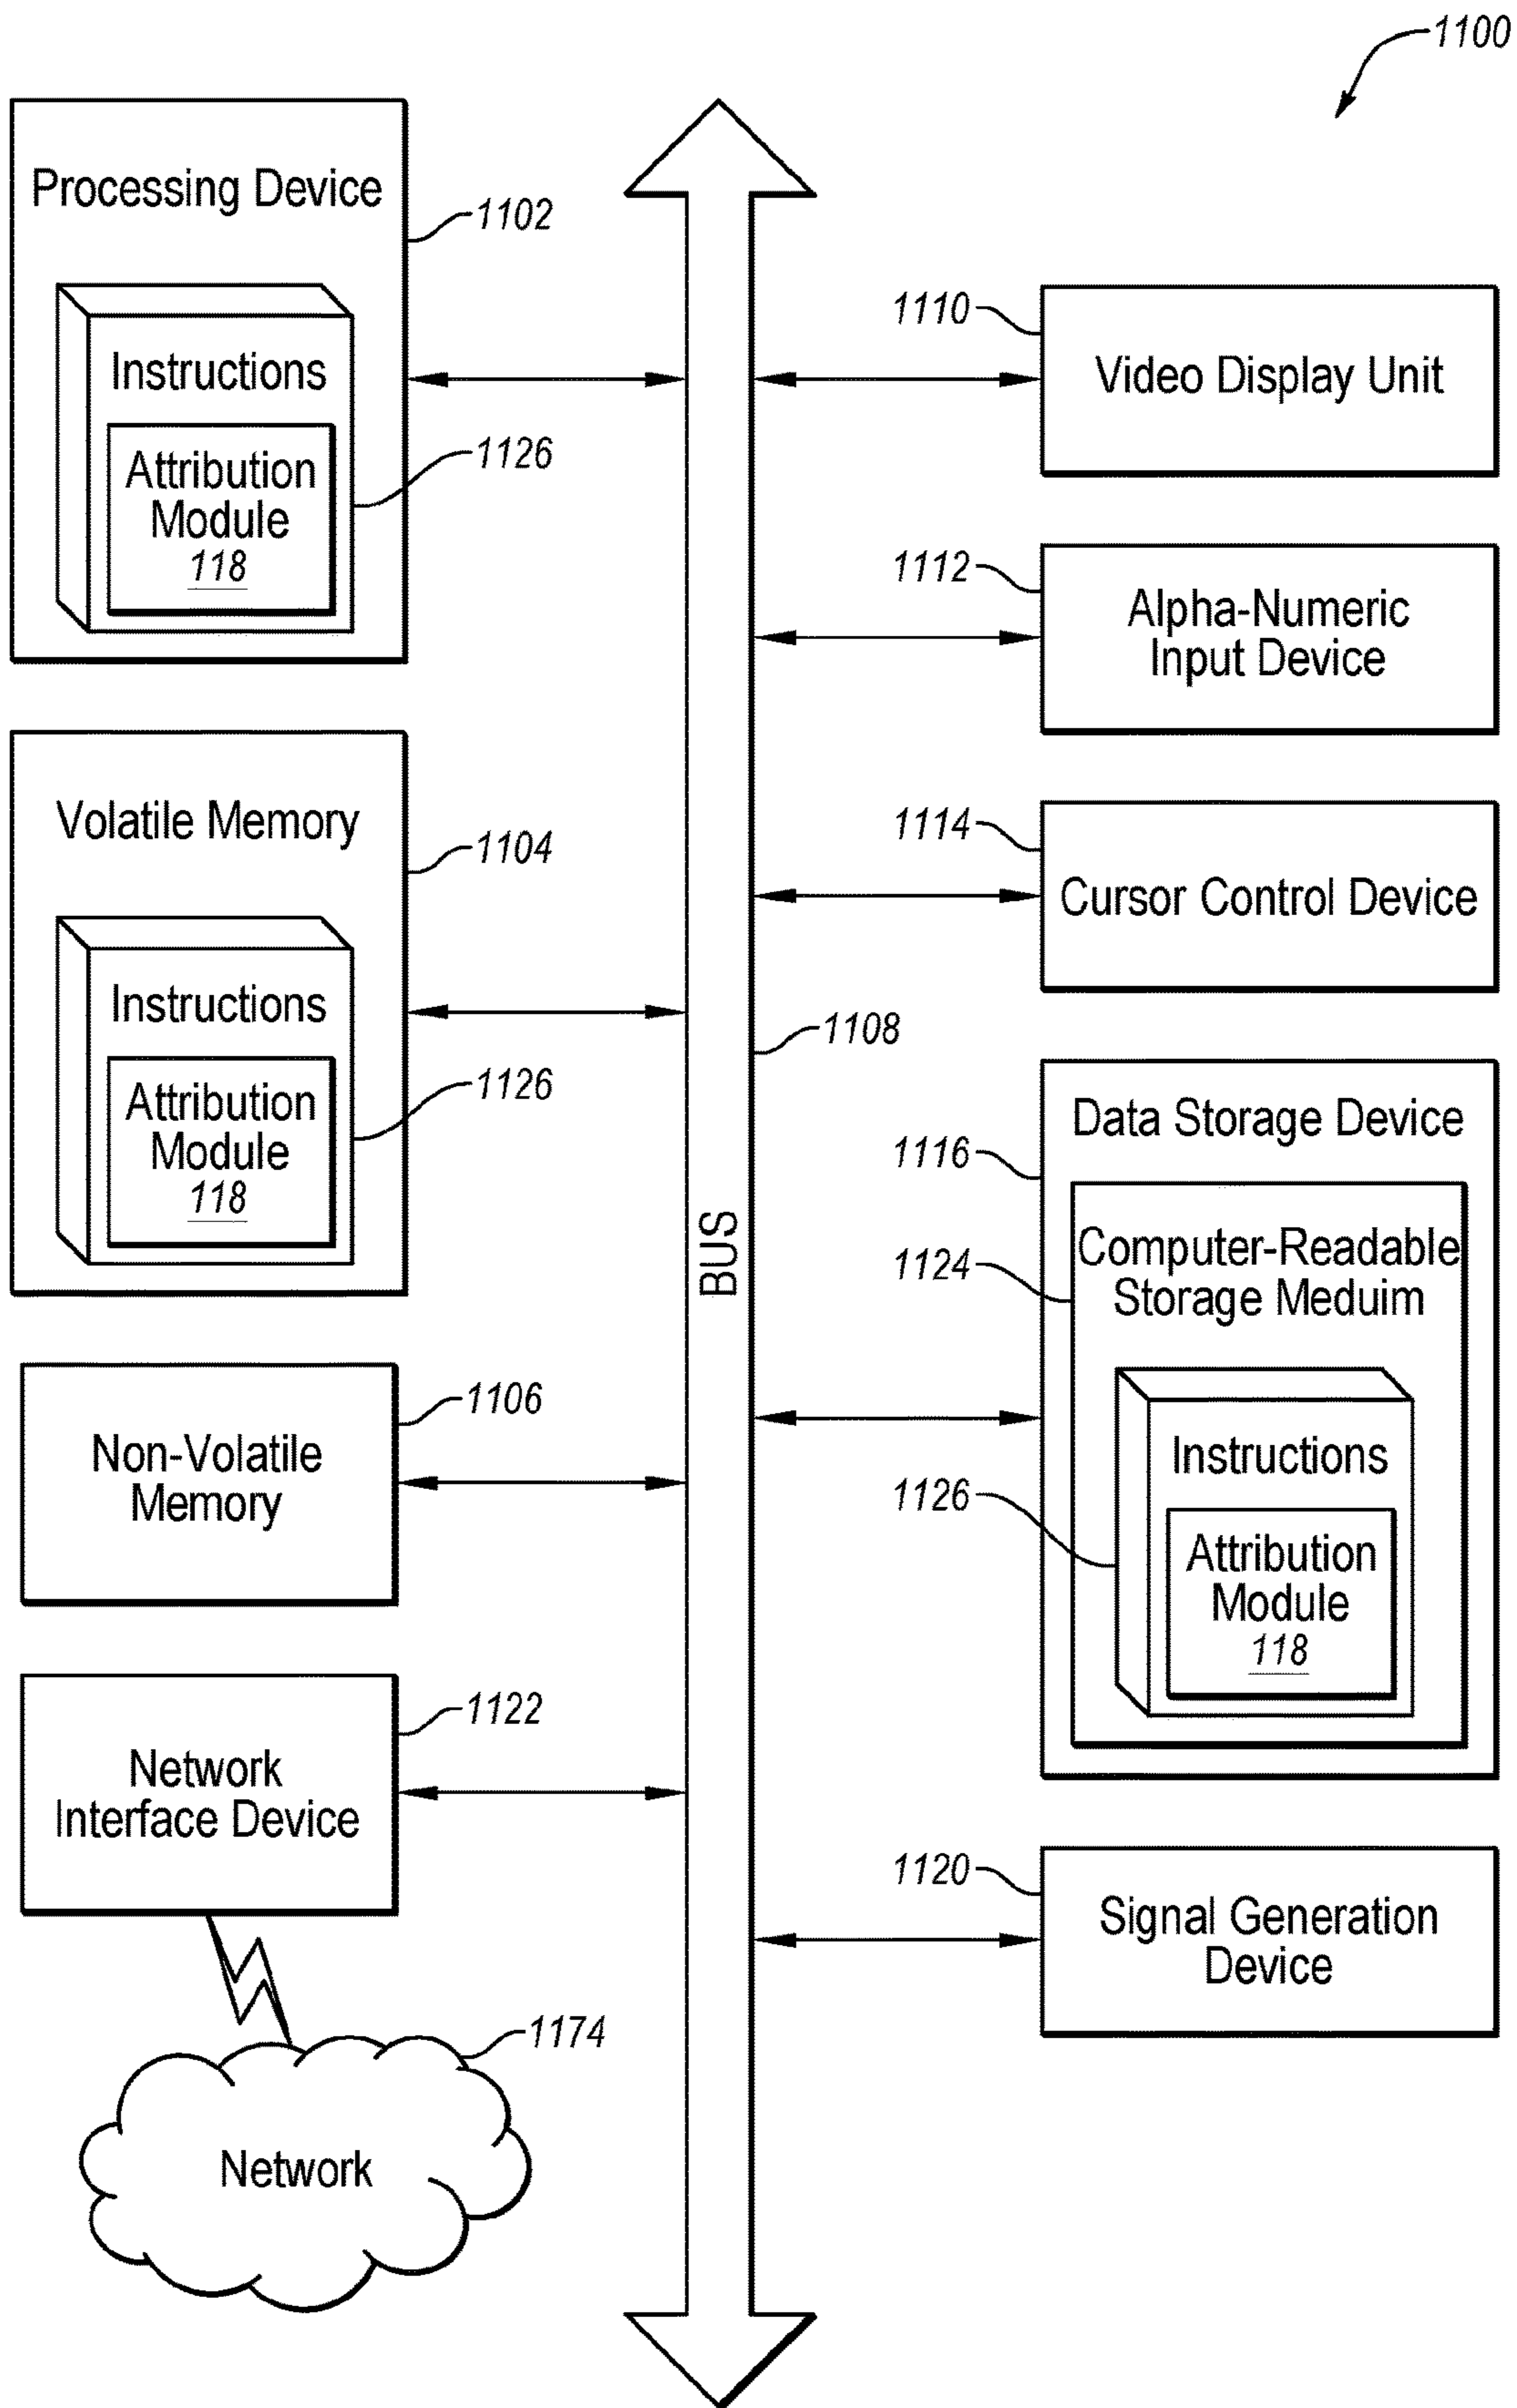 1100
Processing Device
1102
Instructions
Attribution
Module
118
1126
Volatile Memory
1104
Instructions
Attribution
Module
118
1126
Non-Volatile
Memory
1106
Network
Interface Device
1122
Network
1174
BUS
1108
1110
Video Display Unit
1112
Alpha-Numeric
Input Device
1114
Cursor Control Device
Data Storage Device
1116
Computer-Readable
Storage Meduim
1124
Instructions
1126
Attribution
Module
118
1120
Signal Generation
Device